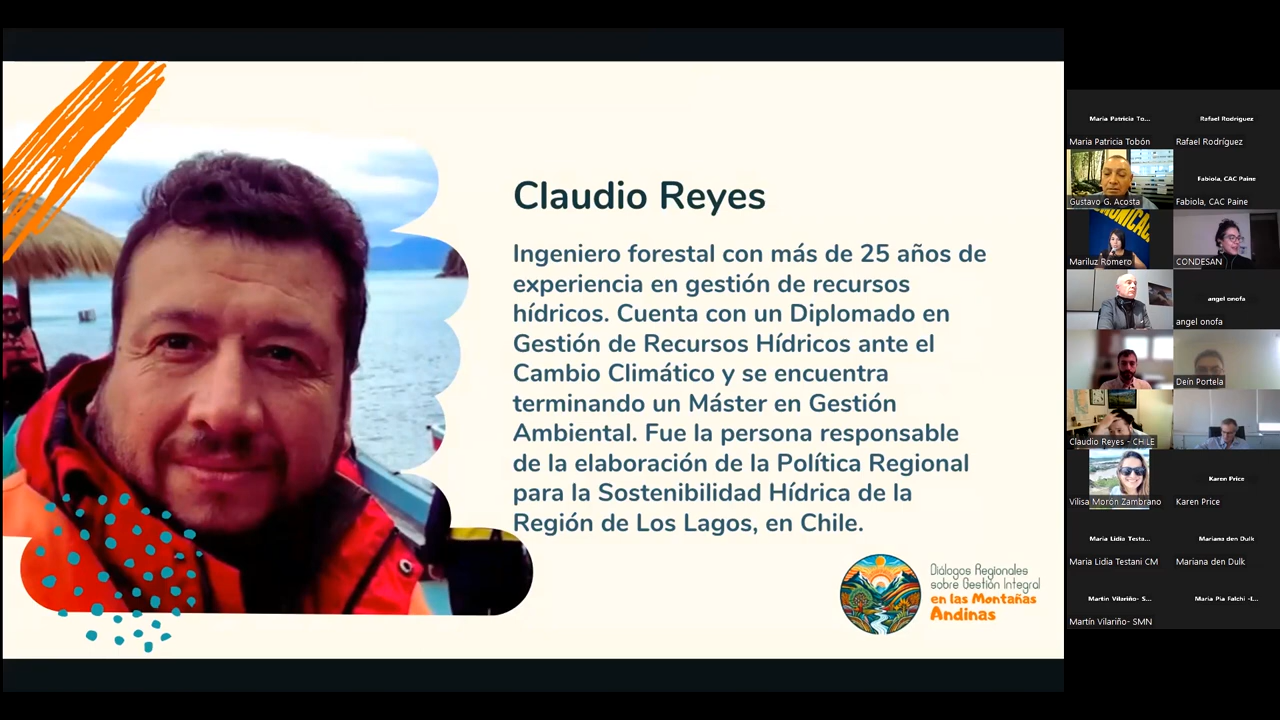 Claudio Reyes
Ingeniero forestal con más de 25 años de
experiencia en gestión de recursos
hídricos. Cuenta con un Diplomado en
Gestión de Recursos Hídricos ante el
Cambio Climático y se encuentra
terminando un Máster en Gestión
Ambiental. Fue la persona responsable
de la elaboración de la Política Regional
para la Sostenibilidad Hídrica de la
Región de Los Lagos, en Chile.
Diálogos Regionales
sobre Gestión Integral
en las Montañas
Andinas
Maria Patricia To...
Maria Patricia Tobón
Rafael Rodríguez
Rafael Rodríguez
Gustavo G. Acosta
Fabiola, CAC Paine
Fabiola, CAC Paine
Mariluz Romero
CONDESAN
angel onofa
angel onofa
Deín Portela
Claudio Reyes - CHILE
Vilisa Morón Zambrano
Karen Price
Karen Price
Maria Lidia Testa...
Maria Lidia Testani CM
Mariana den Dulk
Mariana den Dulk
Martín Vilariño- S...
Martín Vilariño- SMN
Maria Pia Falchi -I...